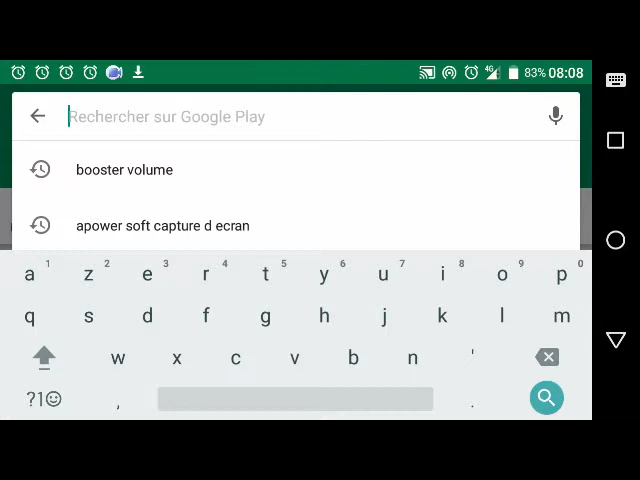 4G 83% 08:08
Rechercher sur Google Play
booster volume
apower soft capture d ecran
a 1 z 2 e 3 r 4 t 5 y 6 u 7 i 8 o 9 p 0
q s d f g h j k l m
w x c v b n '
?1☺ , .